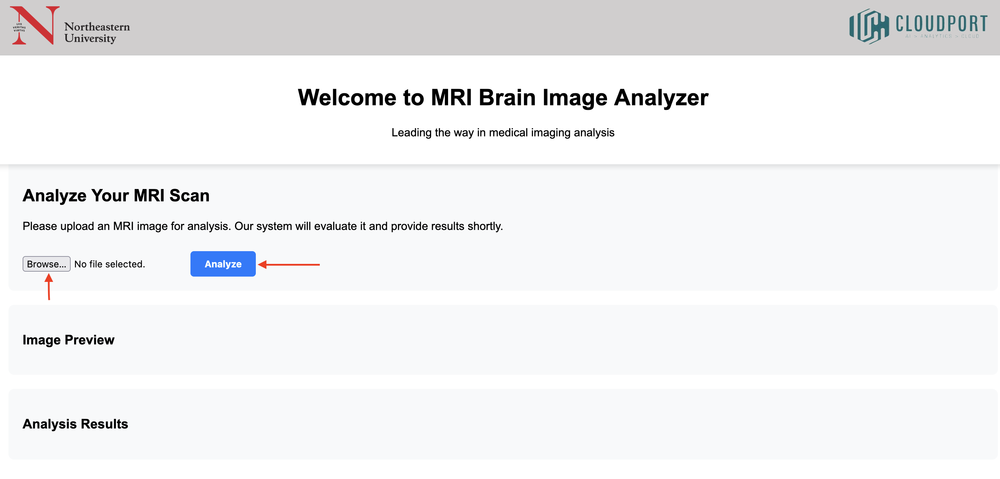 LVX
VERITAS
VIRTVS
Northeastern
University
CLOUDPORT
AI > ANALYTICS > CLOUD
Welcome to MRI Brain Image Analyzer
Leading the way in medical imaging analysis
Analyze Your MRI Scan
Please upload an MRI image for analysis. Our system will evaluate it and provide results shortly.
Browse... No file selected. Analyze
Image Preview
Analysis Results